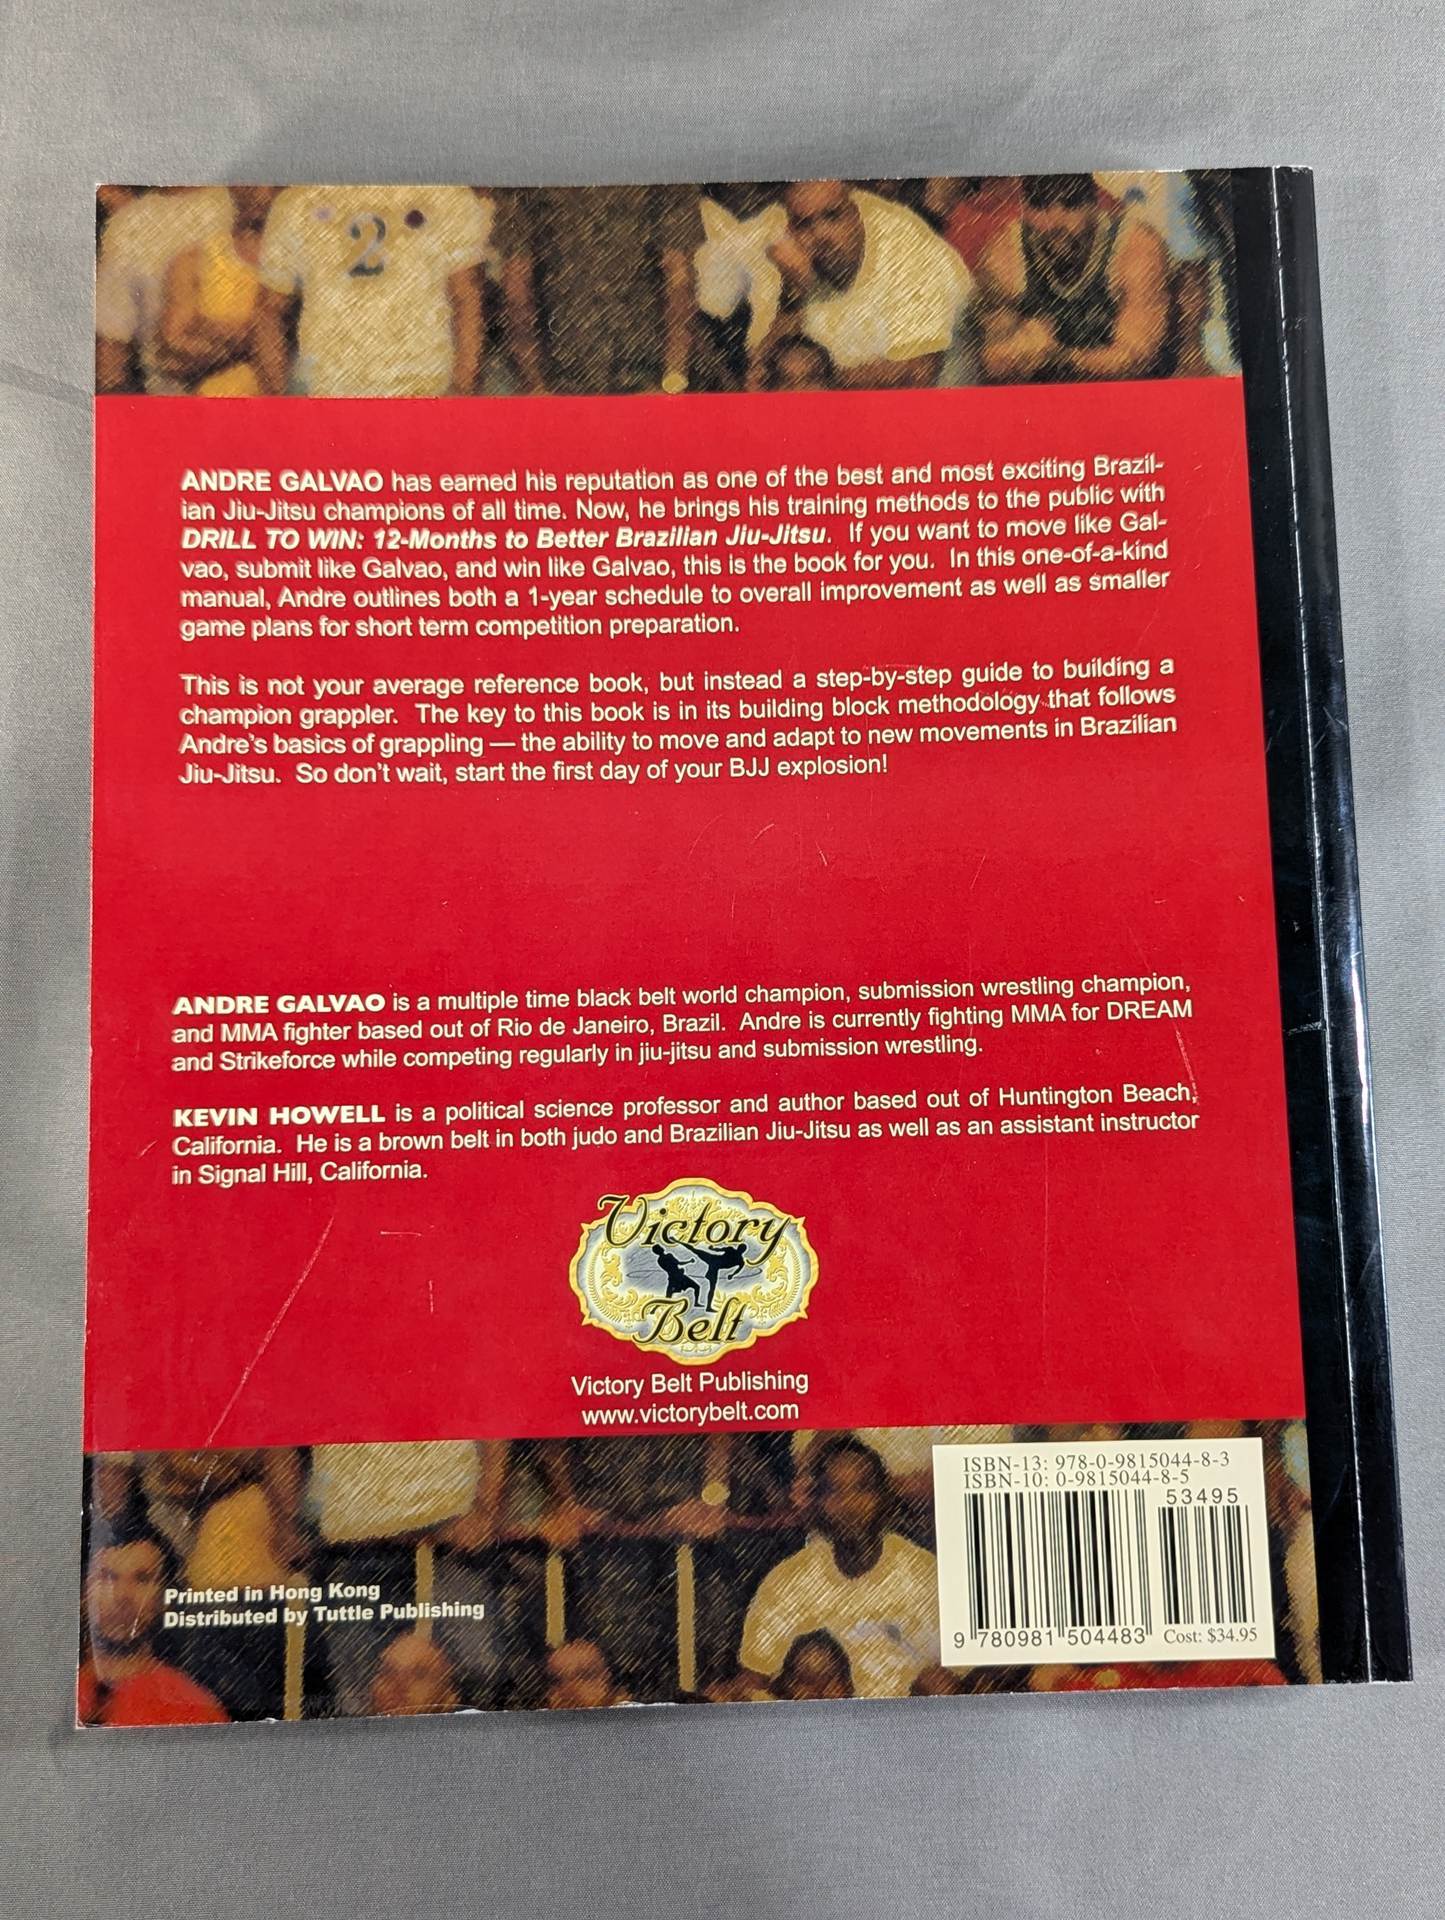 2
ANDRE GALVAO has earned his reputation as one of the best and most exciting Brazil-
ian Jiu-Jitsu champions of all time. Now, he brings his training methods to the public with
DRILL TO WIN: 12-Months to Better Brazilian Jiu-Jitsu. If you want to move like Gal-
vao, submit like Galvao, and win like Galvao, this is the book for you. In this one-of-a-kind
manual, Andre outlines both a 1-year schedule to overall improvement as well as smaller
game plans for short term competition preparation.
This is not your average reference book, but instead a step-by-step guide to building a
champion grappler. The key to this book is in its building block methodology that follows
Andre's basics of grappling — the ability to move and adapt to new movements in Brazilian
Jiu-Jitsu. So don't wait, start the first day of your BJJ explosion!
ANDRE GALVAO is a multiple time black belt world champion, submission wrestling champion,
and MMA fighter based out of Rio de Janeiro, Brazil. Andre is currently fighting MMA for DREAM
and Strikeforce while competing regularly in jiu-jitsu and submission wrestling.
KEVIN HOWELL is a political science professor and author based out of Huntington Beach,
California. He is a brown belt in both judo and Brazilian Jiu-Jitsu as well as an assistant instructor
in Signal Hill, California.
Victory
Belt
Victory Belt Publishing
www.victorybelt.com
ISBN-13: 978-0-9815044-8-3
ISBN-10: 0-9815044-8-5
53495
9 780981 504483
Cost: $34.95
Printed in Hong Kong
Distributed by Tuttle Publishing